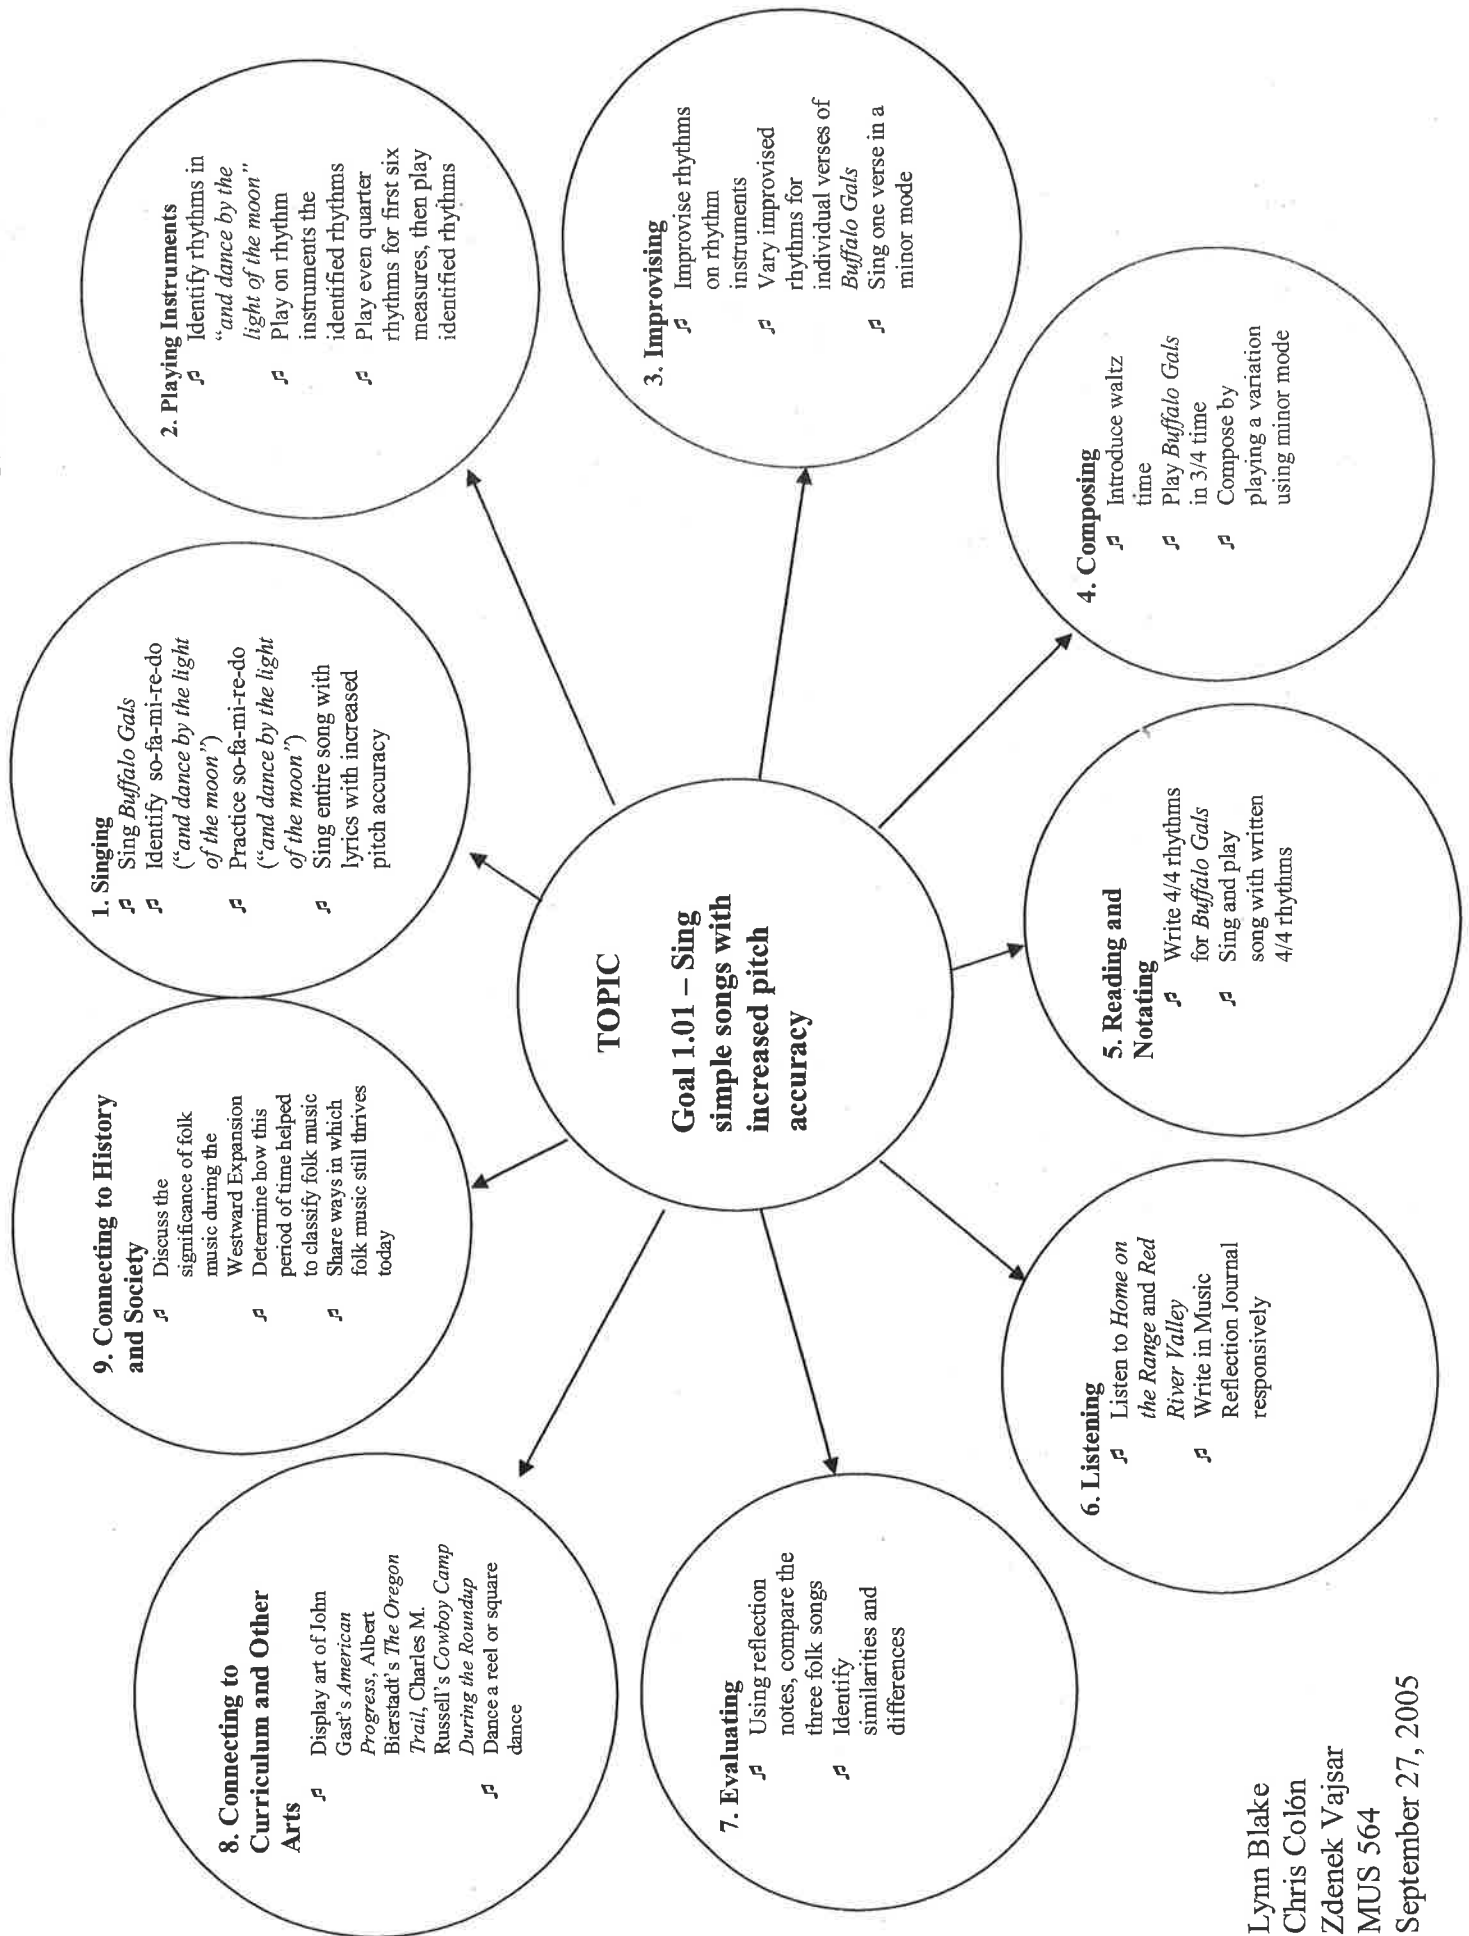 1. Singing
♫ Sing Buffalo Gals
♫ Identify so-fa-mi-re-do
("and dance by the light
of the moon")
♫ Practice so-fa-mi-re-do
("and dance by the light
of the moon")
♫ Sing entire song with
lyrics with increased
pitch accuracy
2. Playing Instruments
♫ Identify rhythms in
"and dance by the
light of the moon"
♫ Play on rhythm
instruments the
identified rhythms
♫ Play even quarter
rhythms for first six
measures, then play
identified rhythms
3. Improvising
♫ Improvise rhythms
on rhythm
instruments
♫ Vary improvised
rhythms for
individual verses of
Buffalo Gals
♫ Sing one verse in a
minor mode
4. Composing
♫ Introduce waltz
time
♫ Play Buffalo Gals
in 3/4 time
♫ Compose by
playing a variation
using minor mode
5. Reading and
Notating
♫ Write 4/4 rhythms
for Buffalo Gals
♫ Sing and play
song with written
4/4 rhythms
6. Listening
♫ Listen to Home on
the Range and Red
River Valley
♫ Write in Music
Reflection Journal
responsively
7. Evaluating
♫ Using reflection
notes, compare the
three folk songs
♫ Identify
similarities and
differences
8. Connecting to
Curriculum and Other
Arts
♫ Display art of John
Gast's American
Progress, Albert
Bierstadt's The Oregon
Trail, Charles M.
Russell's Cowboy Camp
During the Roundup
♫ Dance a reel or square
dance
9. Connecting to History
and Society
♫ Discuss the
significance of folk
music during the
Westward Expansion
♫ Determine how this
period of time helped
to classify folk music
♫ Share ways in which
folk music still thrives
today
TOPIC
Goal 1.01 – Sing
simple songs with
increased pitch
accuracy
Lynn Blake
Chris Colón
Zdenek Vajsar
MUS 564
September 27, 2005